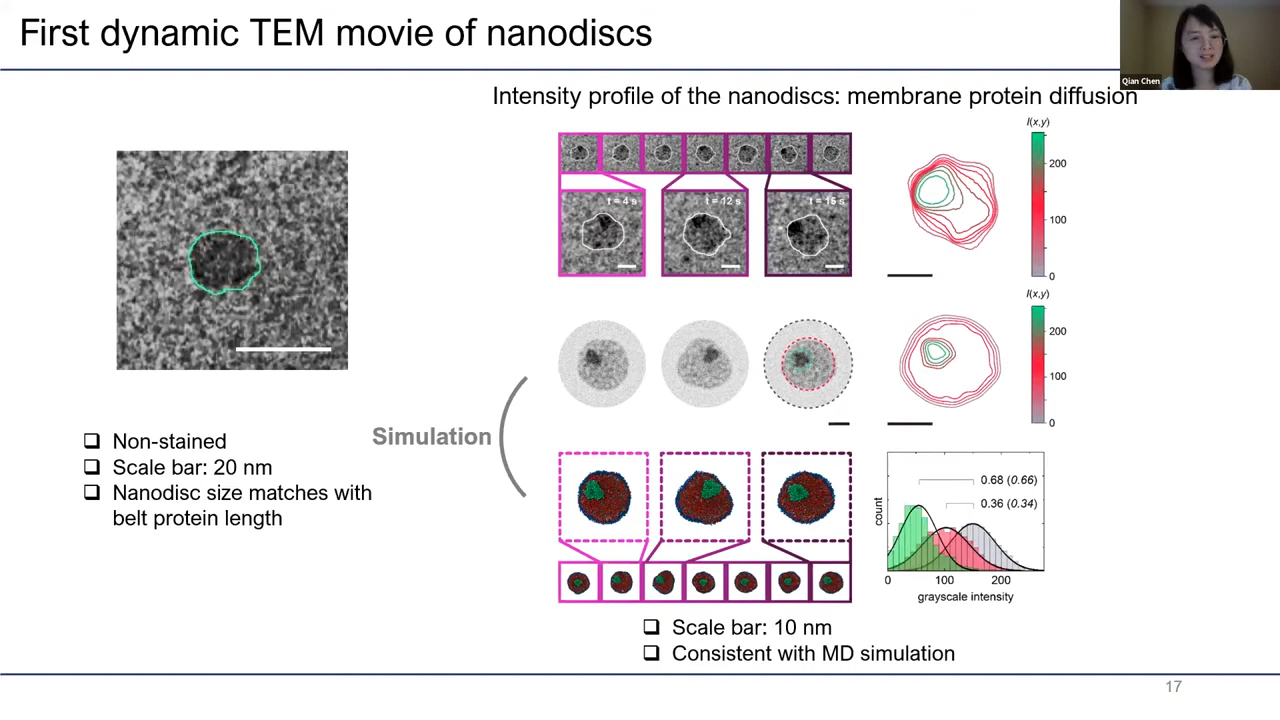 First dynamic TEM movie of nanodiscs
Qian Chen
Intensity profile of the nanodiscs: membrane protein diffusion
t = 4 s
t = 12 s
t = 15 s
I(x,y)
200
100
0
Simulation
I(x,y)
200
100
100
0
Non-stained
Scale bar: 20 nm
Nanodisc size matches with
belt protein length
count
0.68 (0.66)
0.36 (0.34)
0 100 200
grayscale intensity
Scale bar: 10 nm
Consistent with MD simulation
17